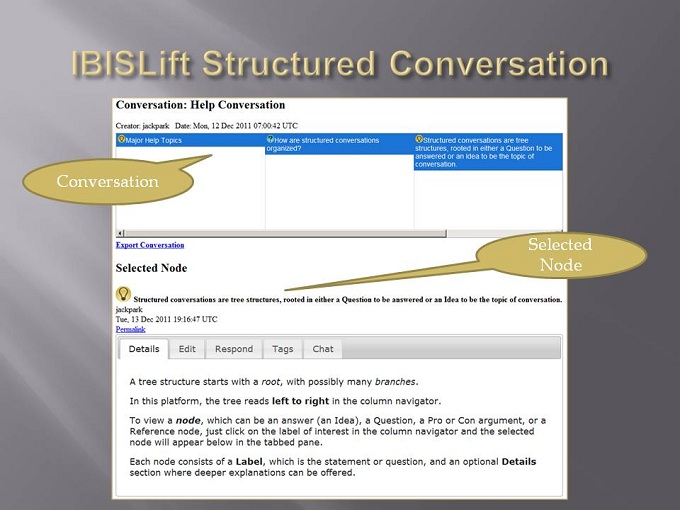 IBISLift Structured Conversation
Conversation: Help Conversation
Creator: jackpark Date: Mon, 12 Dec 2011 07:00:42 UTC
Major Help Topics
How are structured conversations
organized?
Structured conversations are tree
structures, rooted in either a Question to be
answered or an Idea to be the topic of
conversation.
Conversation
Export Conversation
Selected
Node
Selected Node
Structured conversations are tree structures, rooted in either a Question to be answered or an Idea to be the topic of conversation.
jackpark
Tue, 13 Dec 2011 19:16:47 UTC
Permalink
Details Edit Respond Tags Chat
A tree structure starts with a root, with possibly many branches.
In this platform, the tree reads left to right in the column navigator.
To view a node, which can be an answer (an Idea), a Question, a Pro or Con argument, or a
Reference node, just click on the label of interest in the column navigator and the selected
node will appear below in the tabbed pane.
Each node consists of a Label, which is the statement or question, and an optional Details
section where deeper explanations can be offered.